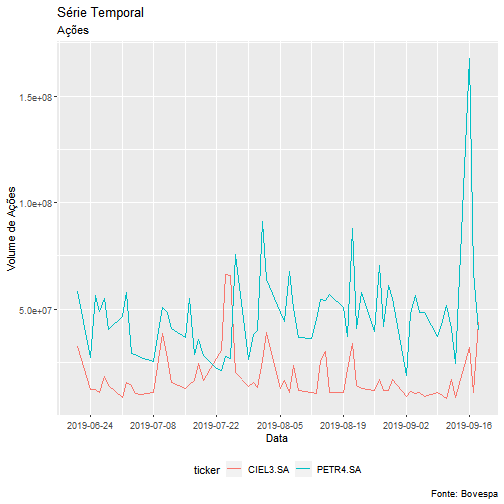 Série Temporal
Ações
Volume de Ações
1.5e+08
1.0e+08
5.0e+07
2019-06-24 2019-07-08 2019-07-22 2019-08-05 2019-08-19 2019-09-02 2019-09-16
Data
ticker CIEL3.SA PETR4.SA
Fonte: Bovespa